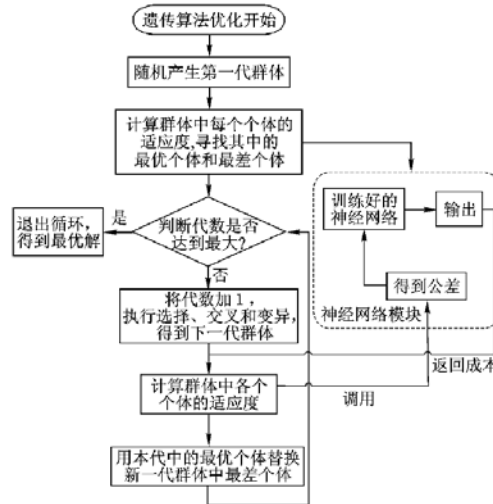 遗传算法优化开始
随机产生第一代群体
计算群体中每个个体的
适应度,寻找其中的
最优个体和最差个体
训练好的
神经网络
输出
得到公差
神经网络模块
判断代数是否
达到最大?
是
退出循环,
得到最优解
否
将代数加1,
执行选择、交叉和变异,
得到下一代群体
返回成本
计算群体中各个
个体的适应度
调用
用本代中的最优个体替换
新一代群体中最差个体